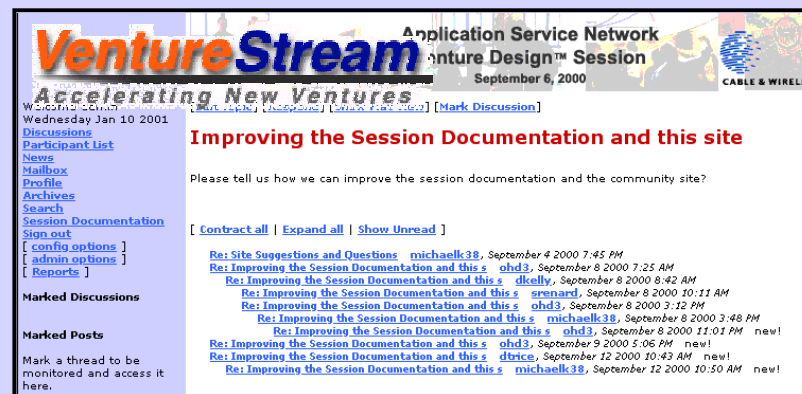 VentureStream
Accelerating New Ventures
Application Service Network
Venture Design™ Session
September 6, 2000
CABLE & WIREL
Wednesday Jan 10 2001
Discussions
Participant List
News
Mailbox
Profile
Archives
Search
Session Documentation
Sign out
[ config options ]
[ admin options ]
[ Reports ]
Marked Discussions
Marked Posts
Mark a thread to be
monitored and access it
here.
[Mark Discussion]
Improving the Session Documentation and this site
Please tell us how we can improve the session documentation and the community site?
[ Contract all | Expand all | Show Unread ]
Re: Site Suggestions and Questions michaelk38, September 4 2000 7:45 PM
Re: Improving the Session Documentation and this s ohd3, September 8 2000 7:25 AM
Re: Improving the Session Documentation and this s dkelly, September 8 2000 8:42 AM
Re: Improving the Session Documentation and this s srenard, September 8 2000 10:11 AM
Re: Improving the Session Documentation and this s ohd3, September 8 2000 3:12 PM
Re: Improving the Session Documentation and this s michaelk38, September 8 2000 3:48 PM
Re: Improving the Session Documentation and this s ohd3, September 8 2000 11:01 PM new!
Re: Improving the Session Documentation and this s ohd3, September 9 2000 5:06 PM new!
Re: Improving the Session Documentation and this s dtrice, September 12 2000 10:43 AM new!
Re: Improving the Session Documentation and this s michaelk38, September 12 2000 10:50 AM new!